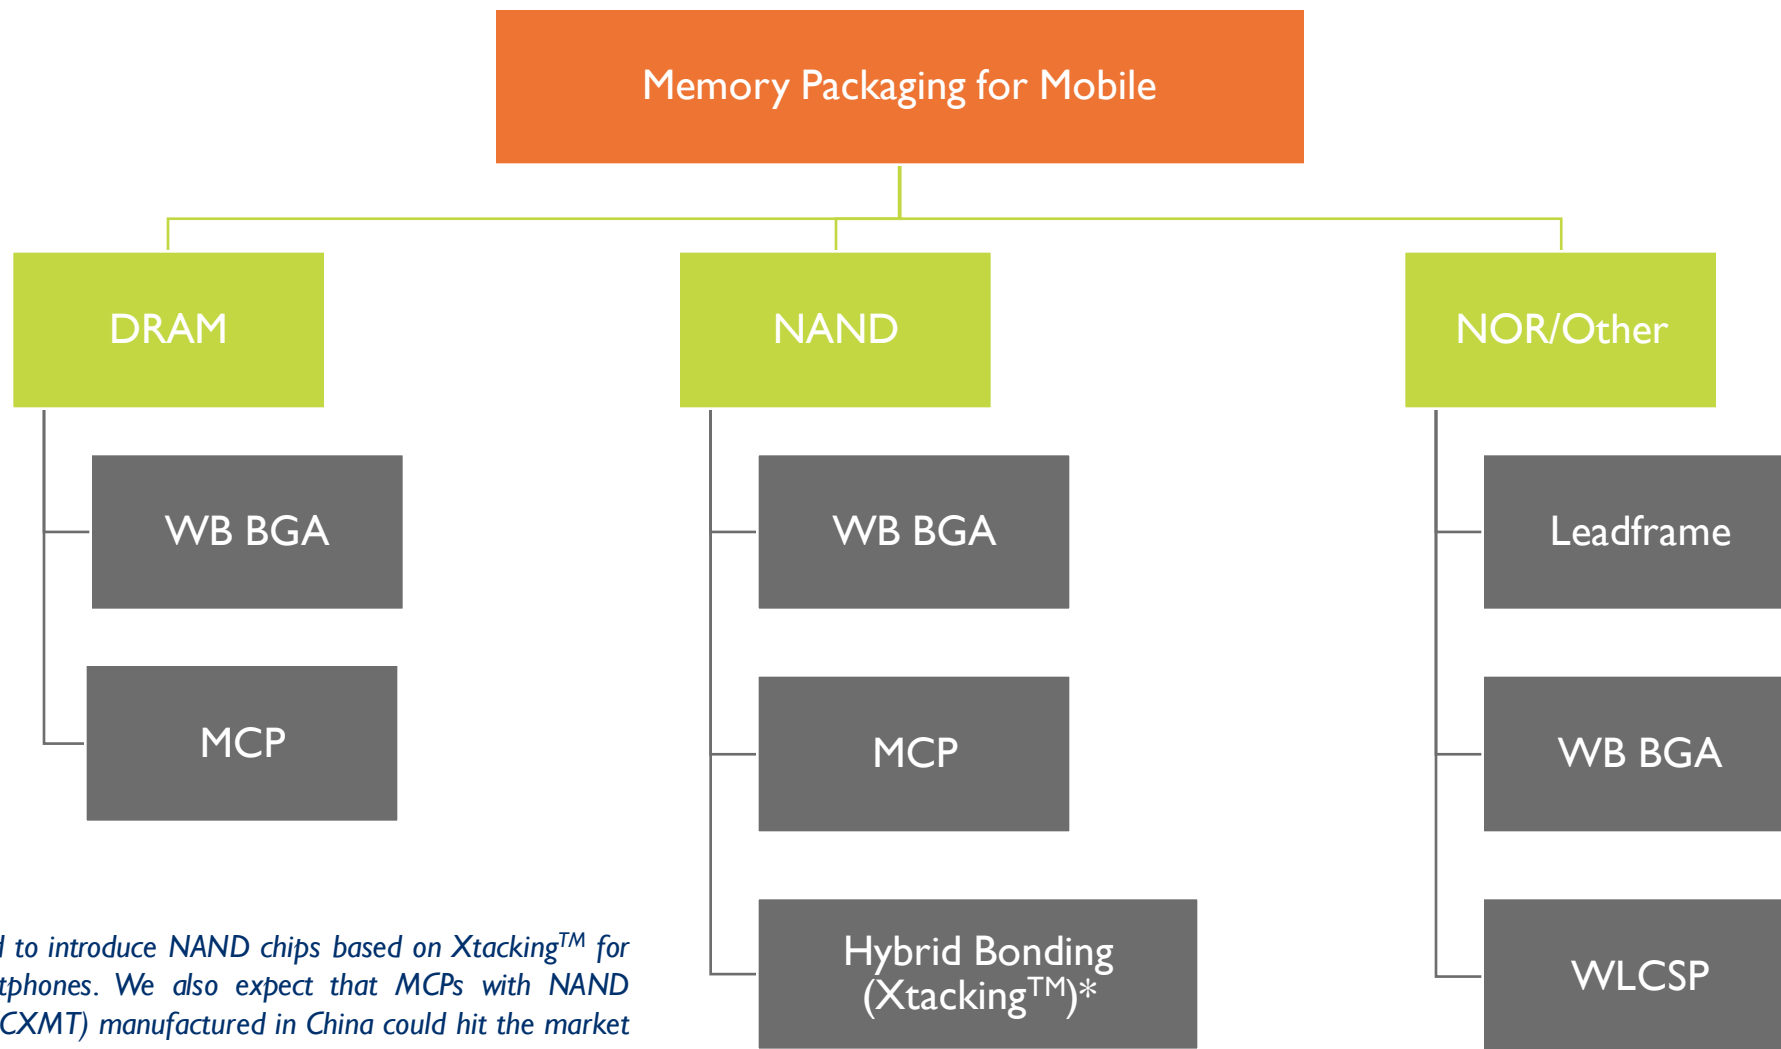 Memory Packaging for Mobile
DRAM
NAND
NOR/Other
WB BGA
WB BGA
Leadframe
MCP
MCP
WB BGA
Hybrid Bonding
(Xtacking™)*
WLCSP
to introduce NAND chips based on Xtacking™ for
We also expect that MCPs with NAND
CXMT) manufactured in China could hit the market